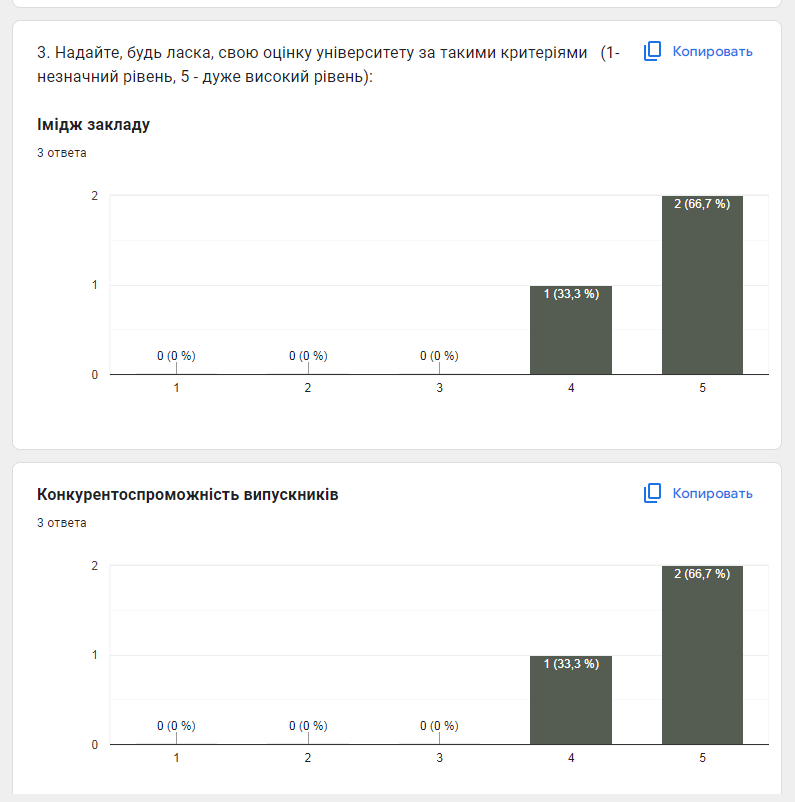 3. Надайте, будь ласка, свою оцінку університету за такими критеріями (1-
Копировать
незначний рівень, 5 - дуже високий рівень):
Імідж закладу
3 ответа
2
2 (66,7 %)
1
1 (33,3 %)
0 (0 %) 0 (0 %) 0 (0 %)
0
1 2 3 4 5
Конкурентоспроможність випускників
Копировать
3 ответа
2
2 (66,7 %)
1
1 (33,3 %)
0 (0 %) 0 (0 %) 0 (0 %)
0
1 2 3 4 5